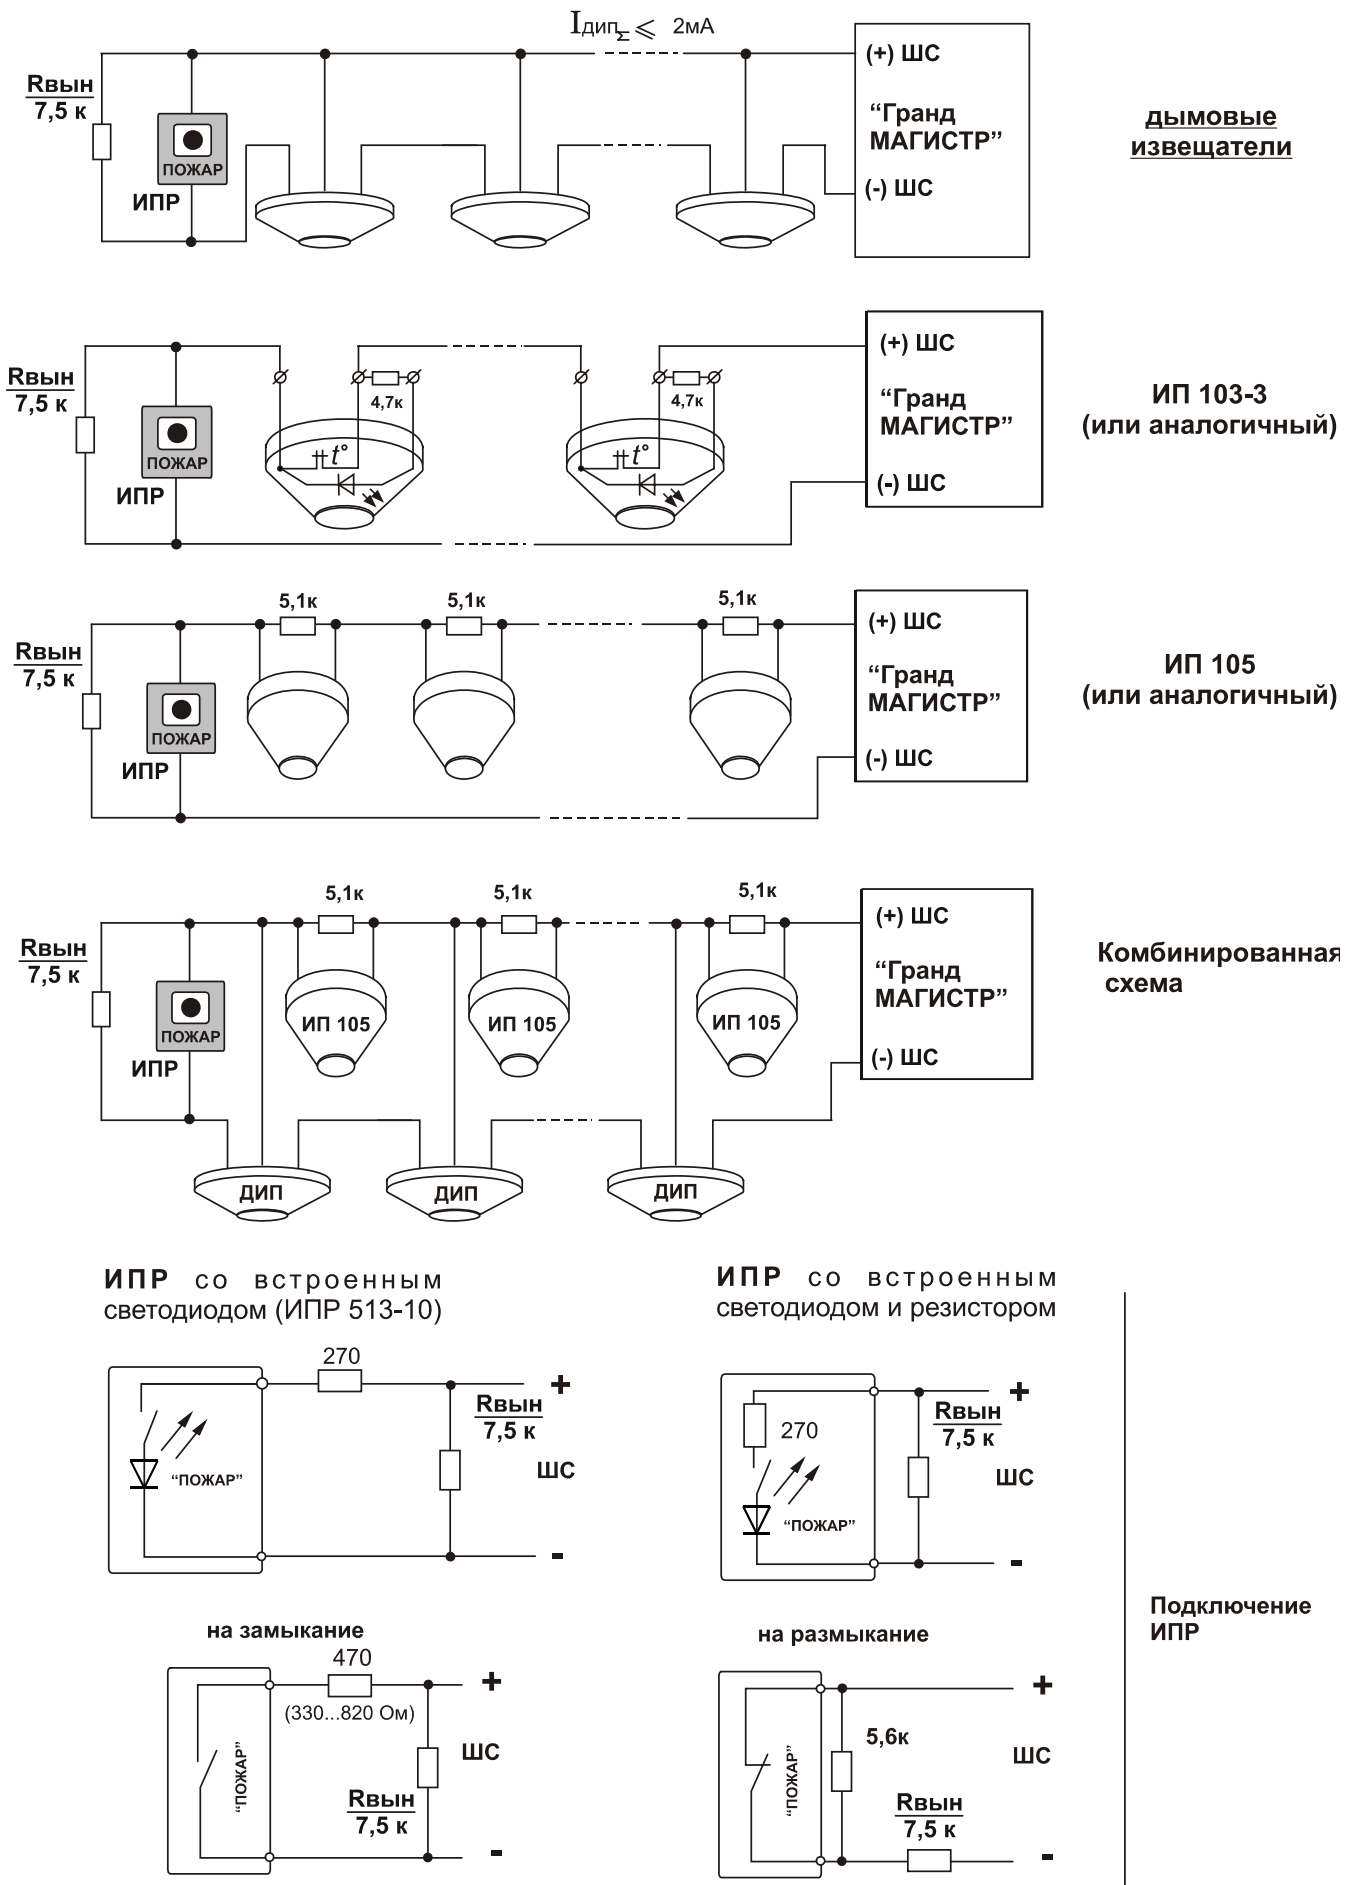 IДИПΣ ⩽ 2мА
(+) ШС
Rвын
7,5 к
“Гранд
МАГИСТР”
дымовые
извещатели
ПОЖАР
ИПР
(-) ШС
(+) ШС
Rвын
7,5 к
4,7к
4,7к
“Гранд
МАГИСТР”
ИП 103-3
(или аналогичный)
ПОЖАР
t°
t°
ИПР
(-) ШС
5,1к
5,1к
5,1к
(+) ШС
Rвын
7,5 к
“Гранд
МАГИСТР”
ИП 105
(или аналогичный)
ПОЖАР
ИПР
(-) ШС
5,1к
5,1к
5,1к
(+) ШС
Rвын
7,5 к
“Гранд
МАГИСТР”
Комбинированная
схема
ИП 105
ИП 105
ИП 105
ПОЖАР
ИПР
(-) ШС
ДИП
ДИП
ДИП
ИПР со встроенным
светодиодом (ИПР 513-10)
270
+
Rвын
7,5 к
“ПОЖАР”
ШС
-
ИПР со встроенным
светодиодом и резистором
+
Rвын
7,5 к
270
ШС
“ПОЖАР”
-
на замыкание
470
(330...820 Ом)
+
“ПОЖАР”
ШС
Rвын
7,5 к
-
на размыкание
+
5,6к
“ПОЖАР”
ШС
Rвын
7,5 к
-
Подключение
ИПР